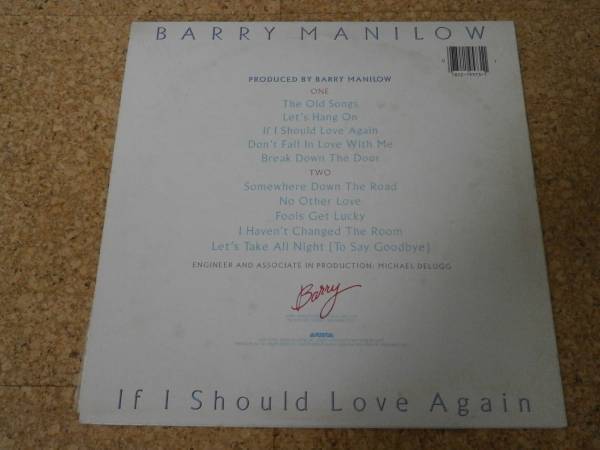 BARRY MANILOW
PRODUCED BY BARRY MANILOW
ONE
The Old Songs
Let's Hang On
If I Should Love Again
Don't Fall In Love With Me
Break Down The Door
TWO
Somewhere Down The Road
No Other Love
Fools Get Lucky
I Haven't Changed The Room
Let's Take All Night (To Say Goodbye)
ENGINEER AND ASSOCIATE IN PRODUCTION: MICHAEL DELUGG
Barry
ARISTA
If I Should Love Again